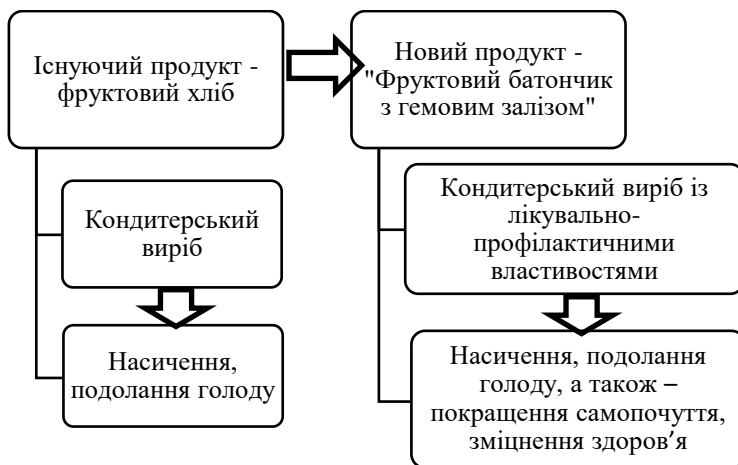 Існуючий продукт -
фруктовий хліб
Новий продукт -
"Фруктовий батончик
з гемовим залізом"
Кондитерський
виріб
Насичення,
подолання голоду
Кондитерський виріб із
лікувально-
профілактичними
властивостями
Насичення, подолання
голоду, а також –
покращення самопочуття,
зміцнення здоров’я